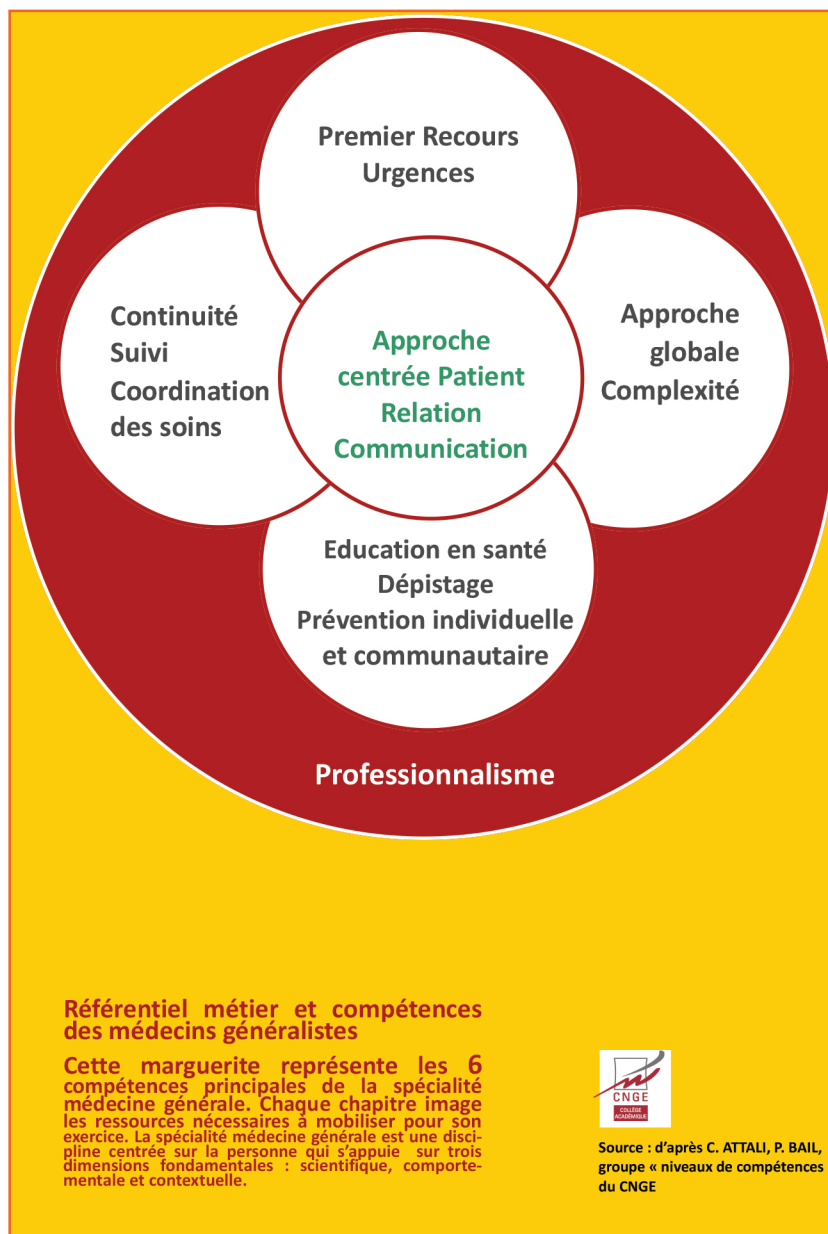 Premier Recours
Urgences
Continuité
Suivi
Coordination
des soins
Approche
globale
Complexité
Approche
centrée Patient
Relation
Communication
Education en santé
Dépistage
Prévention individuelle
et communautaire
Professionnalisme
Référentiel métier et compétences
des médecins généralistes
Cette marguerite représente les 6
compétences principales de la spécialité
médecine générale. Chaque chapitre image
les ressources nécessaires à mobiliser pour son
exercice. La spécialité médecine générale est une disci-
pline centrée sur la personne qui s’appuie sur trois
dimensions fondamentales : scientifique, comporte-
mentale et contextuelle.
CNGE
COLLÈGE
ACADÉMIQUE
Source : d’après C. ATTALI, P. BAIL,
groupe « niveaux de compétences
du CNGE